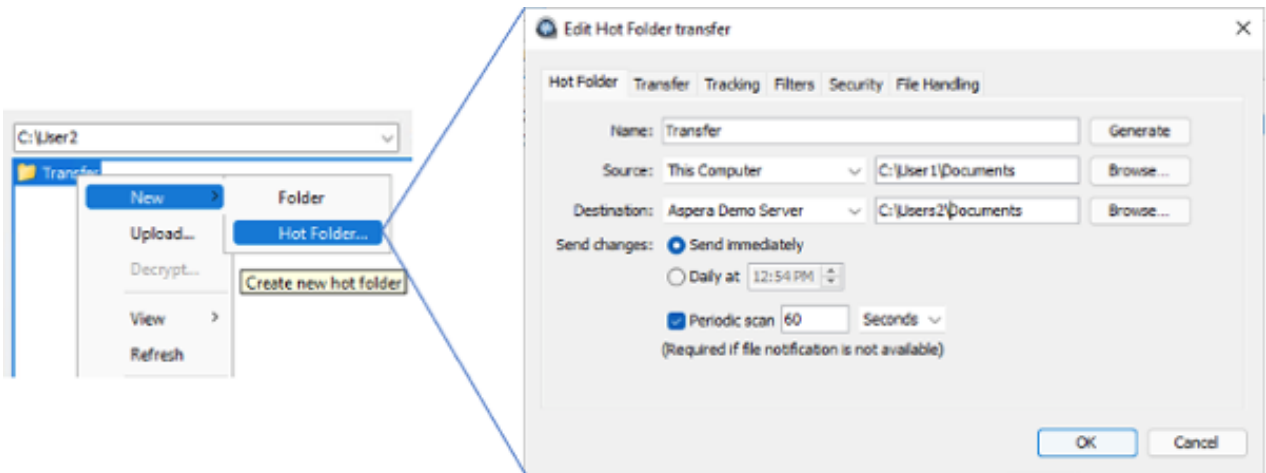 C:\User2
Transfer
New
Folder
Upload...
Hot Folder...
Decrypt...
Create new hot folder
View
Refresh
Edit Hot Folder transfer
Hot Folder Transfer Tracking Filters Security File Handling
Name: Transfer Generate
Source: This Computer C:\User1\Documents Browse...
Destination: Aspera Demo Server C:\Users2\Documents Browse...
Send changes: Send immediately
Daily at 12:54 PM
Periodic scan 60 Seconds
(Required if file notification is not available)
OK Cancel